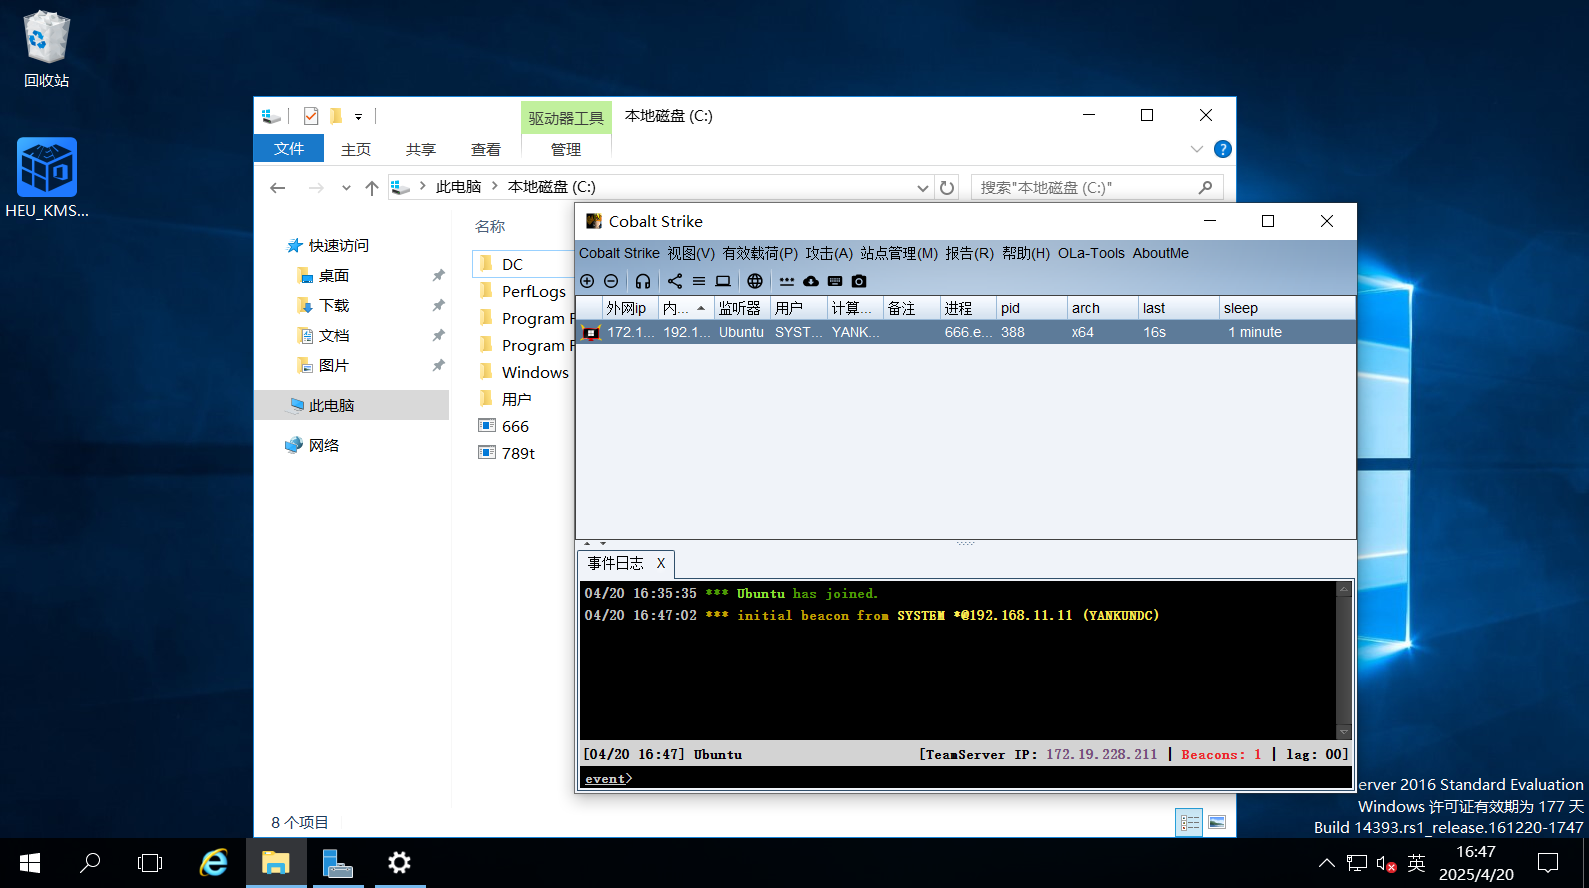 回收站
HEU_KMS...
驱动器工具
本地磁盘 (C:)
文件
主页
共享
查看
管理
此电脑
本地磁盘 (C:)
搜索"本地磁盘 (C:)"
快速访问
桌面
下载
文档
图片
此电脑
网络
名称
DC
PerfLogs
Program F
Program F
Windows
用户
666
789t
8 个项目
Cobalt Strike
Cobalt Strike 视图(V) 有效载荷(P) 攻击(A) 站点管理(M) 报告(R) 帮助(H) OLa-Tools AboutMe
外网ip 内... 监听器 用户 计算... 备注 进程 pid arch last sleep
172.1... 192.1... Ubuntu SYST... YANK... 666.e... 388 x64 16s 1 minute
事件日志 X
04/20 16:35:35 *** Ubuntu has joined.
04/20 16:47:02 *** initial beacon from SYSTEM *@192.168.11.11 (YANKUNDC)
[04/20 16:47] Ubuntu [TeamServer IP: 172.19.228.211 | Beacons: 1 | lag: 00]
event>
erver 2016 Standard Evaluation
Windows 许可证有效期为 177 天
Build 14393.rs1_release.161220-1747
英
16:47
2025/4/20